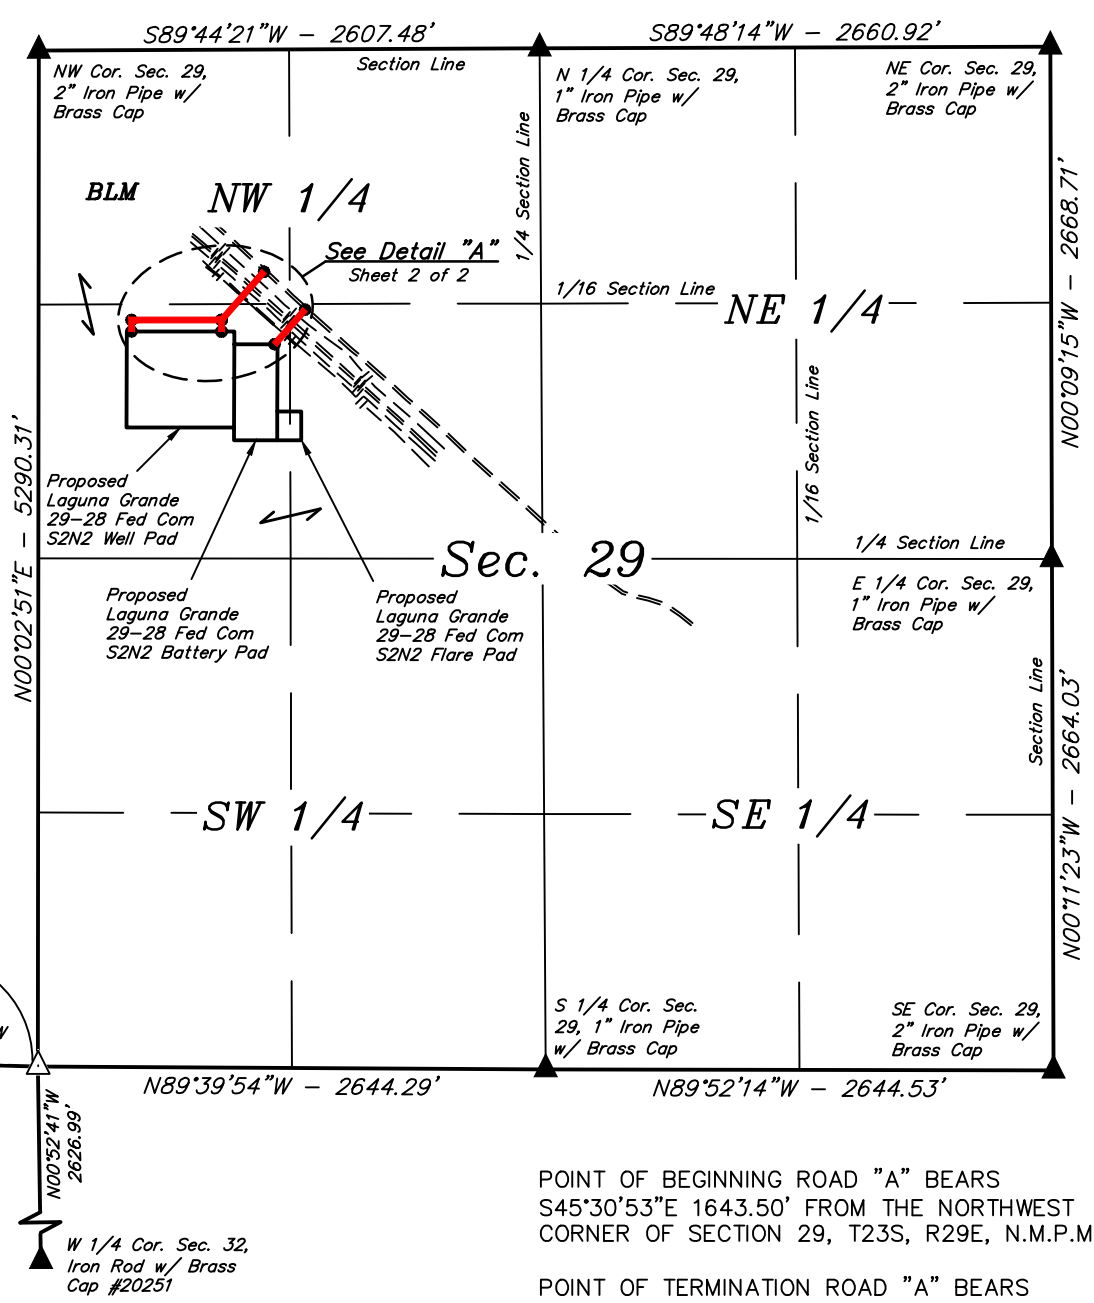 S89°44'21"W - 2607.48'
S89°48'14"W - 2660.92'
Section Line
NW Cor. Sec. 29,
2" Iron Pipe w/
Brass Cap
N 1/4 Cor. Sec. 29,
1" Iron Pipe w/
Brass Cap
NE Cor. Sec. 29,
2" Iron Pipe w/
Brass Cap
1/4 Section Line
N00°09'15"W - 2668.71'
BLM
NW 1/4
See Detail "A"
Sheet 2 of 2
1/16 Section Line
NE 1/4
1/16 Section Line
N00°02'51"E - 5290.31'
Proposed
Laguna Grande
29-28 Fed Com
S2N2 Well Pad
Sec. 29
1/4 Section Line
E 1/4 Cor. Sec. 29,
1" Iron Pipe w/
Brass Cap
Proposed
Laguna Grande
29-28 Fed Com
S2N2 Battery Pad
Proposed
Laguna Grande
29-28 Fed Com
S2N2 Flare Pad
Section Line
N00°11'23"W - 2664.03'
SW 1/4
SE 1/4
S 1/4 Cor. Sec.
29, 1" Iron Pipe
w/ Brass Cap
SE Cor. Sec. 29,
2" Iron Pipe w/
Brass Cap
N89°39'54"W - 2644.29'
N89°52'14"W - 2644.53'
N00°52'41"W
2626.99'
W 1/4 Cor. Sec. 32,
Iron Rod w/ Brass
Cap #20251
POINT OF BEGINNING ROAD "A" BEARS
S45°30'53"E 1643.50' FROM THE NORTHWEST
CORNER OF SECTION 29, T23S, R29E, N.M.P.M
POINT OF TERMINATION ROAD "A" BEARS